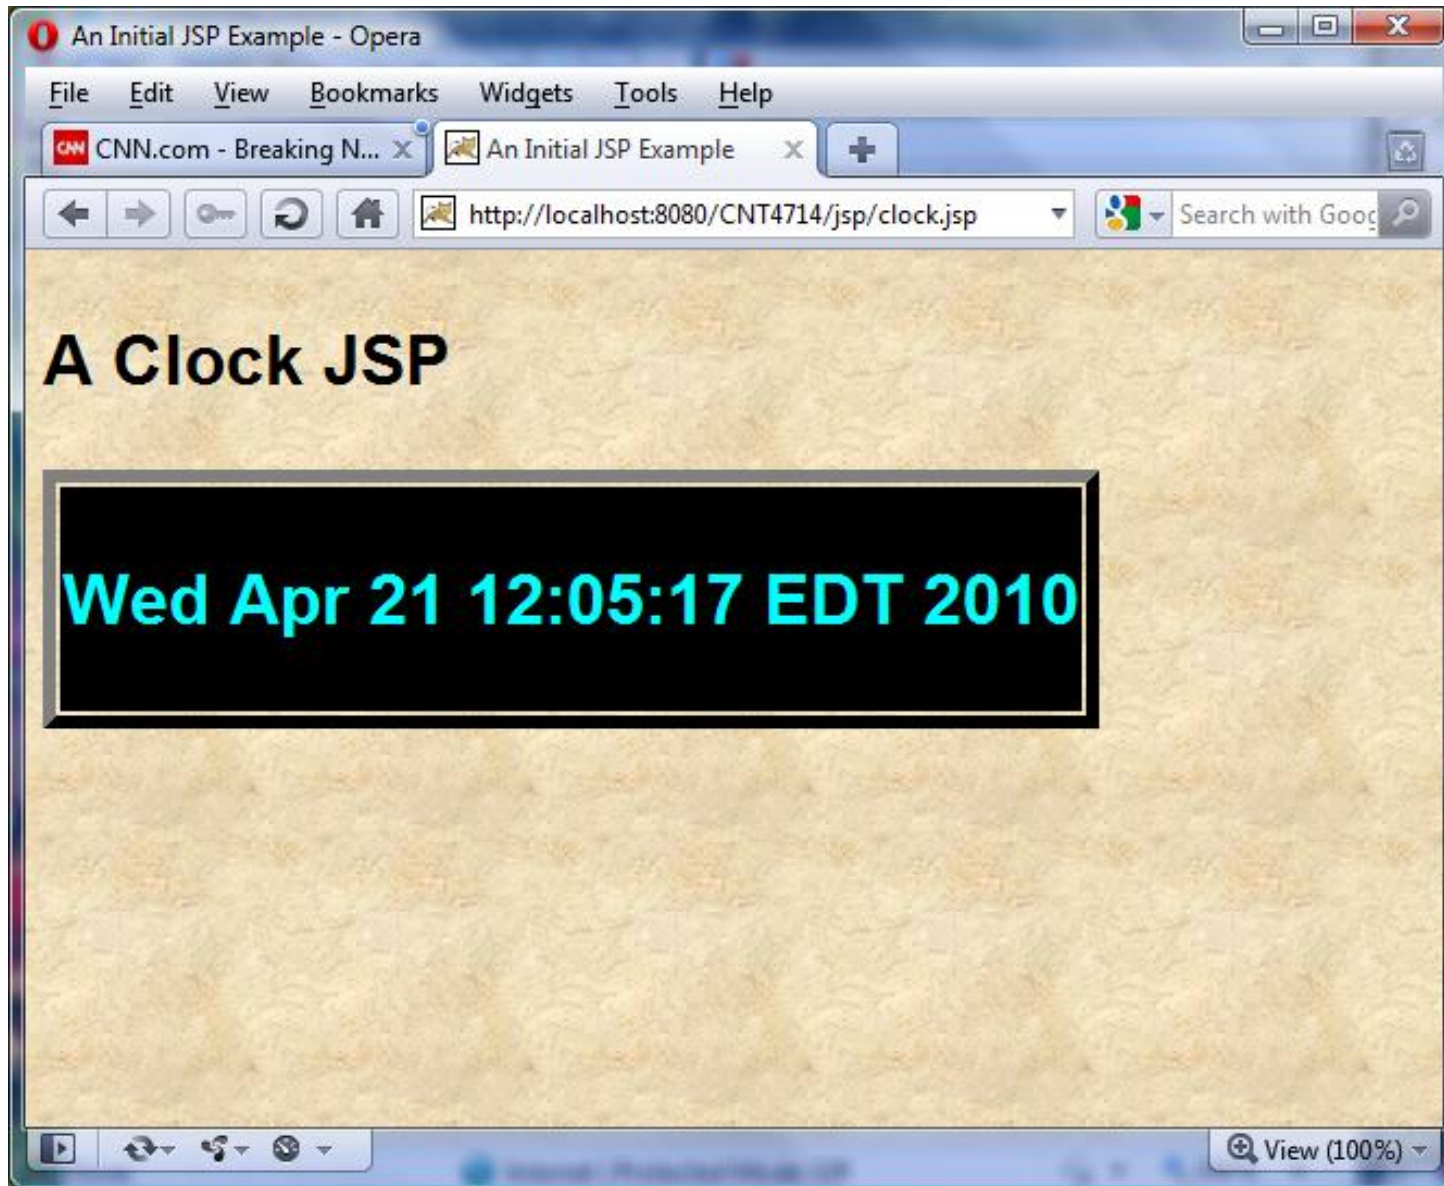 An Initial JSP Example - Opera
File Edit View Bookmarks Widgets Tools Help
CNN CNN.com - Breaking N... An Initial JSP Example
http://localhost:8080/CNT4714/jsp/clock.jsp Search with Goog
A Clock JSP
Wed Apr 21 12:05:17 EDT 2010
View (100%)